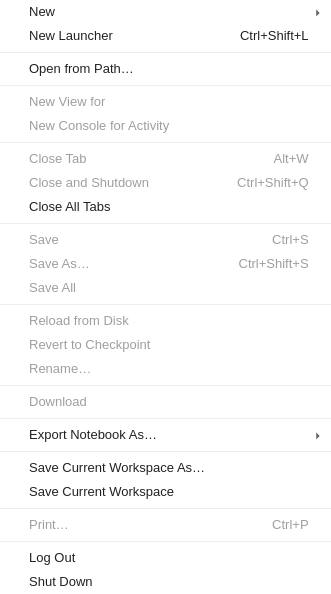 New
New Launcher Ctrl+Shift+L
Open from Path…
New View for
New Console for Activity
Close Tab Alt+W
Close and Shutdown Ctrl+Shift+Q
Close All Tabs
Save Ctrl+S
Save As… Ctrl+Shift+S
Save All
Reload from Disk
Revert to Checkpoint
Rename…
Download
Export Notebook As…
Save Current Workspace As…
Save Current Workspace
Print… Ctrl+P
Log Out
Shut Down